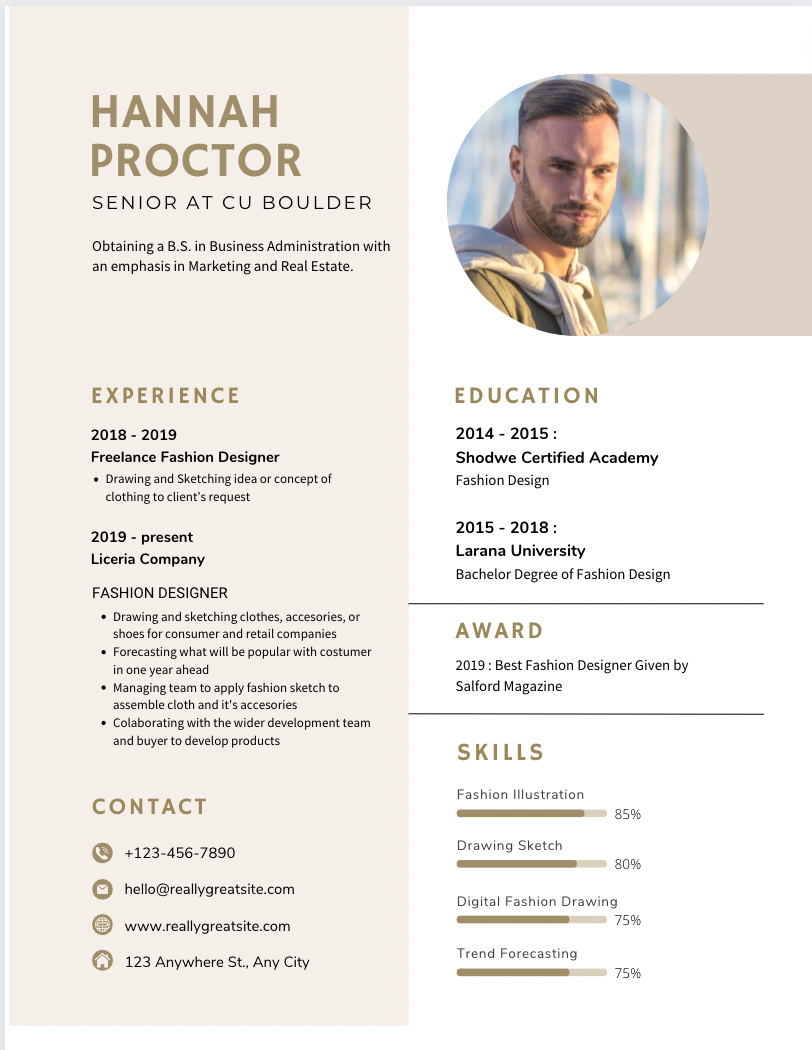 HANNAH
PROCTOR
SENIOR AT CU BOULDER
Obtaining a B.S. in Business Administration with
an emphasis in Marketing and Real Estate.
EXPERIENCE
2018 - 2019
Freelance Fashion Designer
• Drawing and Sketching idea or concept of
clothing to client's request
2019 - present
Liceria Company
FASHION DESIGNER
• Drawing and sketching clothes, accesories, or
shoes for consumer and retail companies
• Forecasting what will be popular with costumer
in one year ahead
• Managing team to apply fashion sketch to
assemble cloth and it's accesories
• Colaborating with the wider development team
and buyer to develop products
CONTACT
+123-456-7890
hello@reallygreatsite.com
www.reallygreatsite.com
123 Anywhere St., Any City
EDUCATION
2014 - 2015 :
Shodwe Certified Academy
Fashion Design
2015 - 2018 :
Larana University
Bachelor Degree of Fashion Design
AWARD
2019 : Best Fashion Designer Given by
Salford Magazine
SKILLS
Fashion Illustration
85%
Drawing Sketch
80%
Digital Fashion Drawing
75%
Trend Forecasting
75%